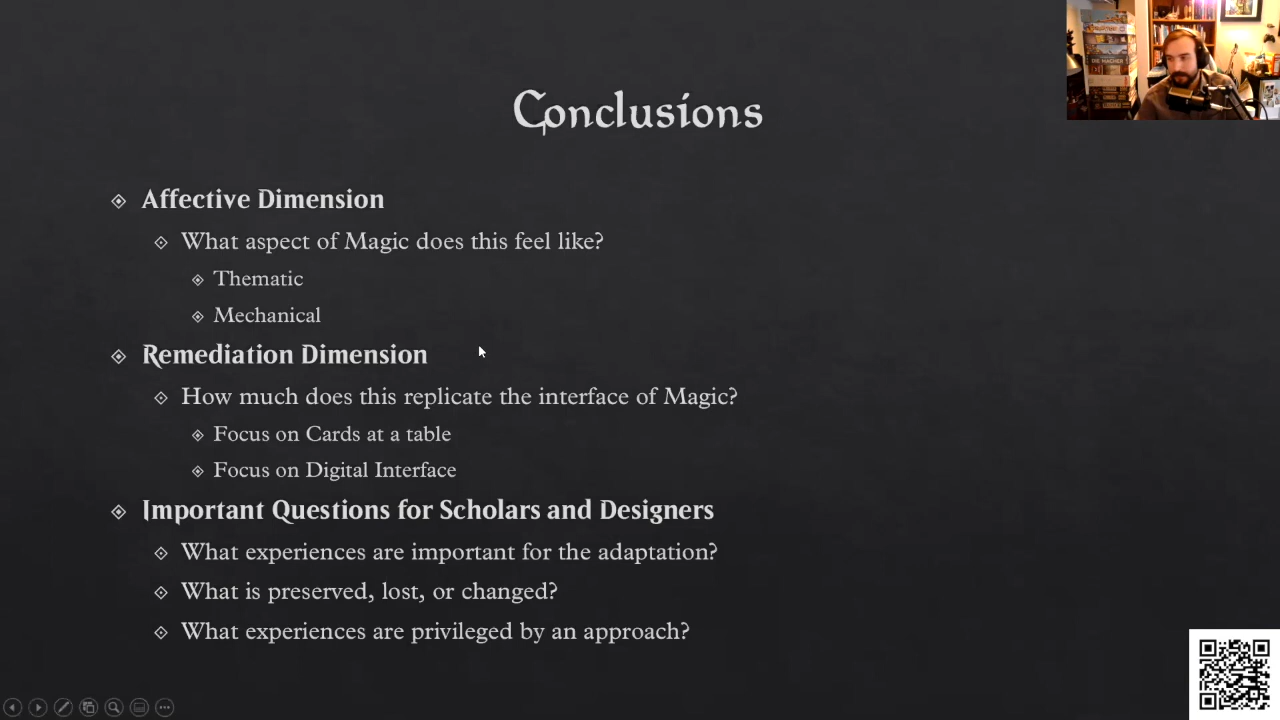 Conclusions
Affective Dimension
What aspect of Magic does this feel like?
Thematic
Mechanical
Remediation Dimension
How much does this replicate the interface of Magic?
Focus on Cards at a table
Focus on Digital Interface
Important Questions for Scholars and Designers
What experiences are important for the adaptation?
What is preserved, lost, or changed?
What experiences are privileged by an approach?